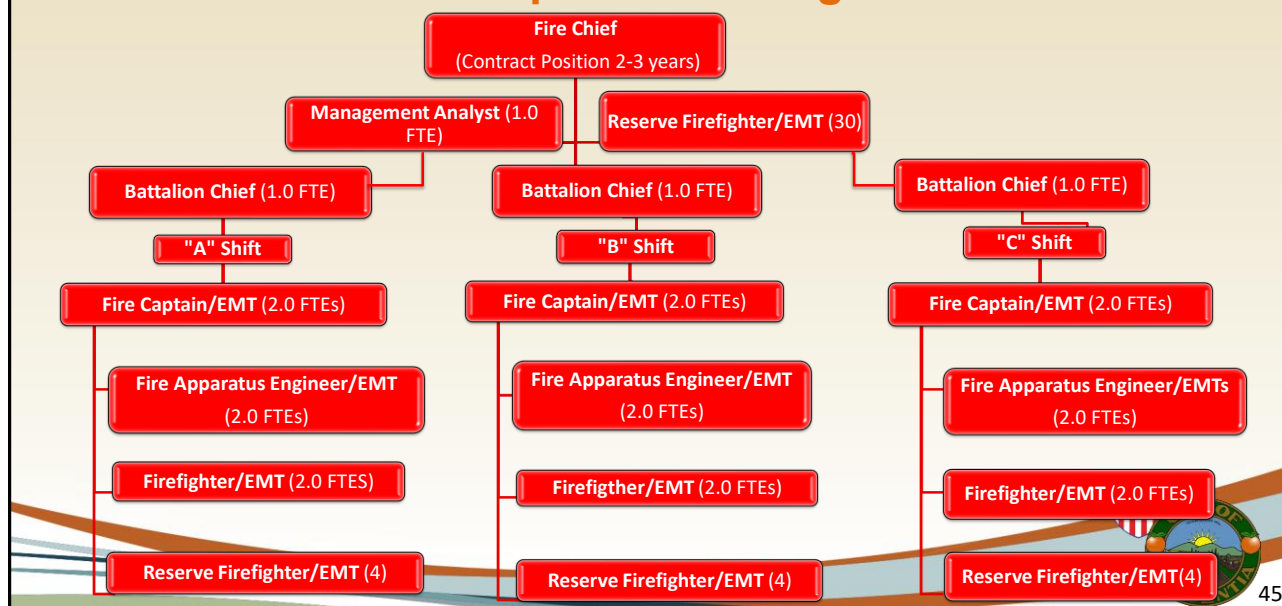 Fire Chief
(Contract Position 2-3 years)
Management Analyst (1.0
FTE)
Reserve Firefighter/EMT (30)
Battalion Chief (1.0 FTE)
Battalion Chief (1.0 FTE)
Battalion Chief (1.0 FTE)
"A" Shift
"B" Shift
"C" Shift
Fire Captain/EMT (2.0 FTEs)
Fire Captain/EMT (2.0 FTEs)
Fire Captain/EMT (2.0 FTEs)
Fire Apparatus Engineer/EMT
(2.0 FTEs)
Fire Apparatus Engineer/EMT
(2.0 FTEs)
Fire Apparatus Engineer/EMTs
(2.0 FTEs)
Firefighter/EMT (2.0 FTES)
Firefigther/EMT (2.0 FTEs)
Firefighter/EMT (2.0 FTEs)
Reserve Firefighter/EMT (4)
Reserve Firefighter/EMT (4)
Reserve Firefighter/EMT(4)
OF
45